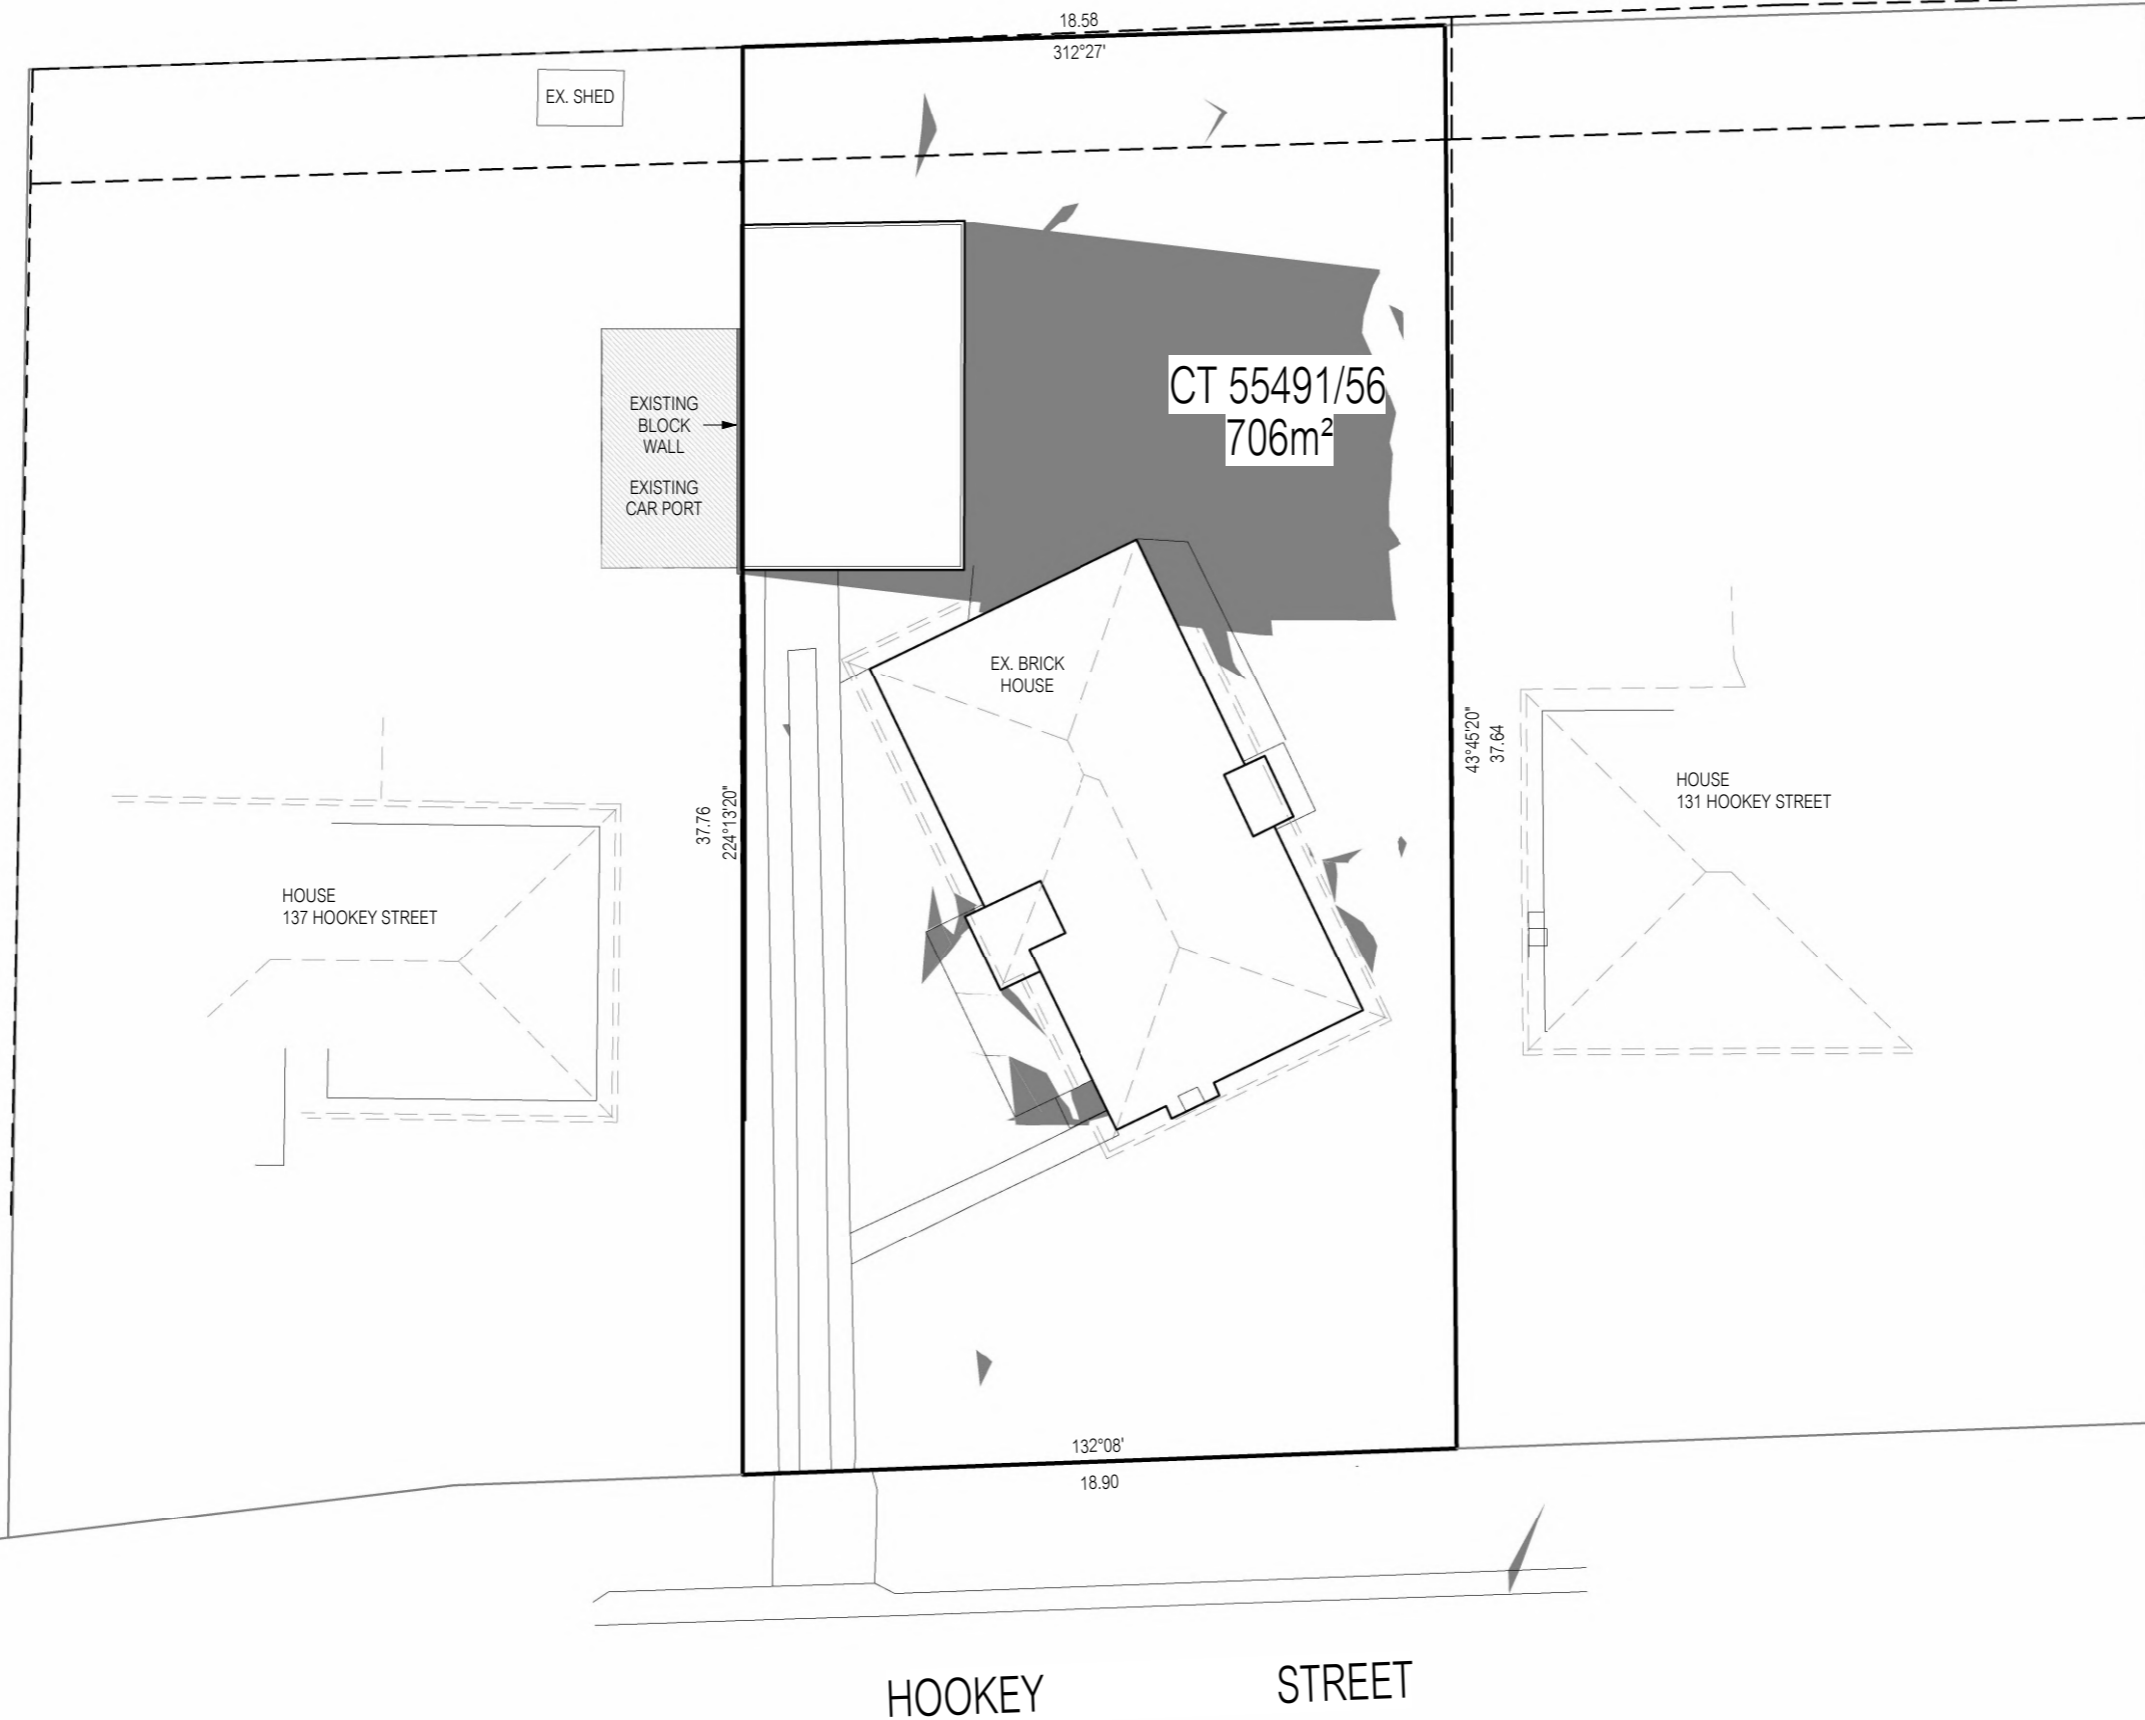 18.58
312°27'
EX. SHED
EXISTING
BLOCK
WALL
EXISTING
CAR PORT
CT 55491/56
706m²
EX. BRICK
HOUSE
43°45'20"
37.64
HOUSE
131 HOOKEY STREET
37.76
224°13'20"
HOUSE
137 HOOKEY STREET
132°08'
18.90
HOOKEY STREET